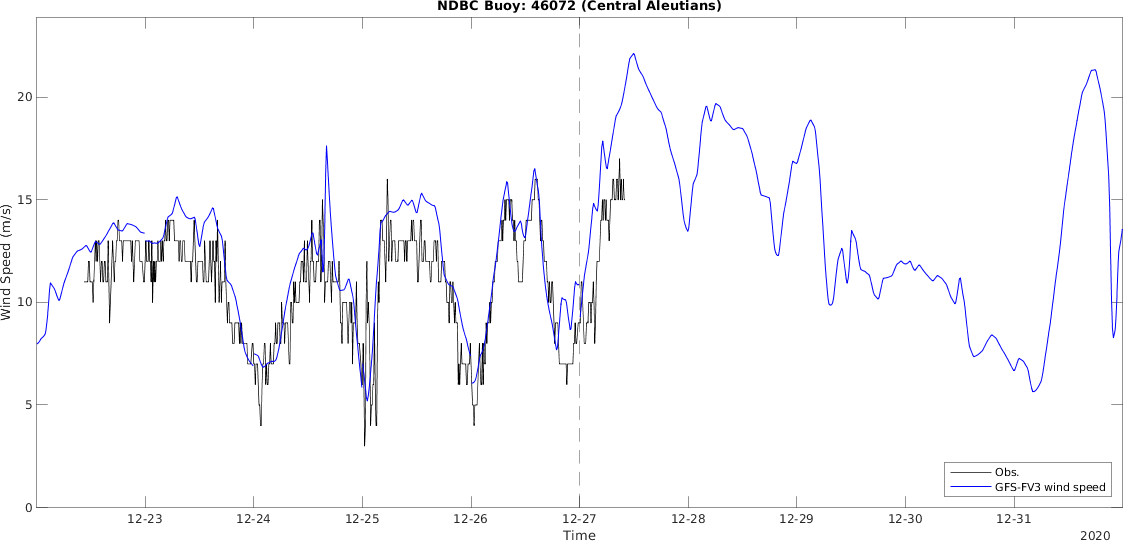 NDBC Buoy: 46072 (Central Aleutians)
Wind Speed (m/s)
20
15
10
5
0
12-23 12-24 12-25 12-26 12-27 12-28 12-29 12-30 12-31
Time
2020
Obs.
GFS-FV3 wind speed